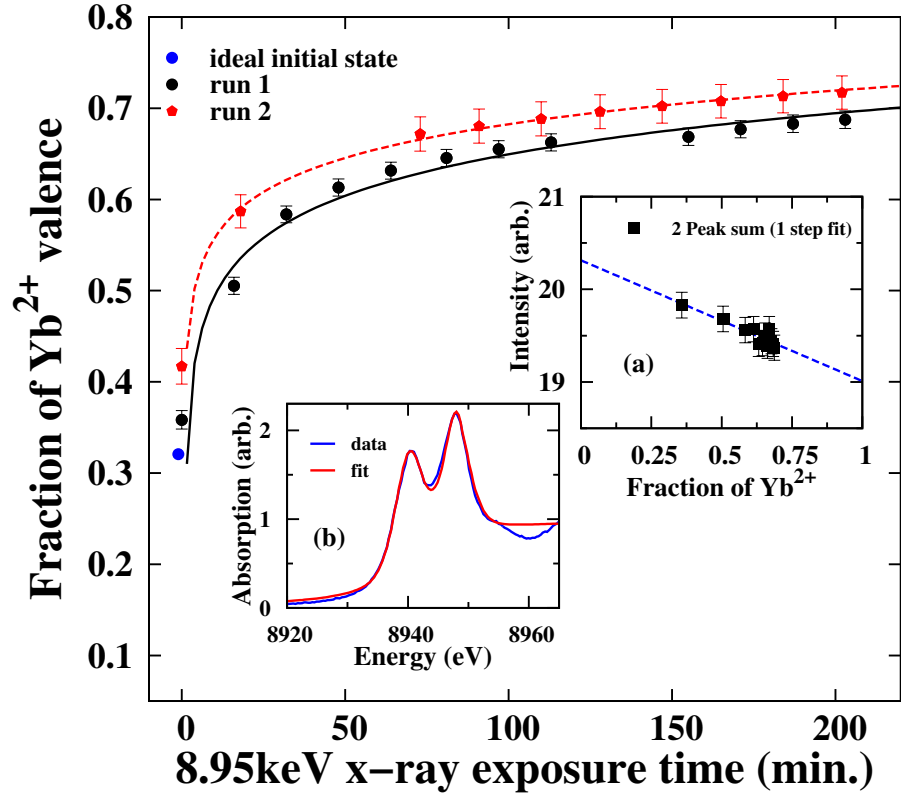 0.8
0.7
0.6
0.5
0.4
0.3
0.2
0.1
Fraction of Yb²⁺ valence
ideal initial state
run 1
run 2
21
20
19
Intensity (arb.)
2 Peak sum (1 step fit)
(a)
0 0.25 0.50 0.75 1
Fraction of Yb²⁺
2
1
0
Absorption (arb.)
data
fit
(b)
8920 8940 8960
Energy (eV)
0 50 100 150 200
8.95keV x−ray exposure time (min.)